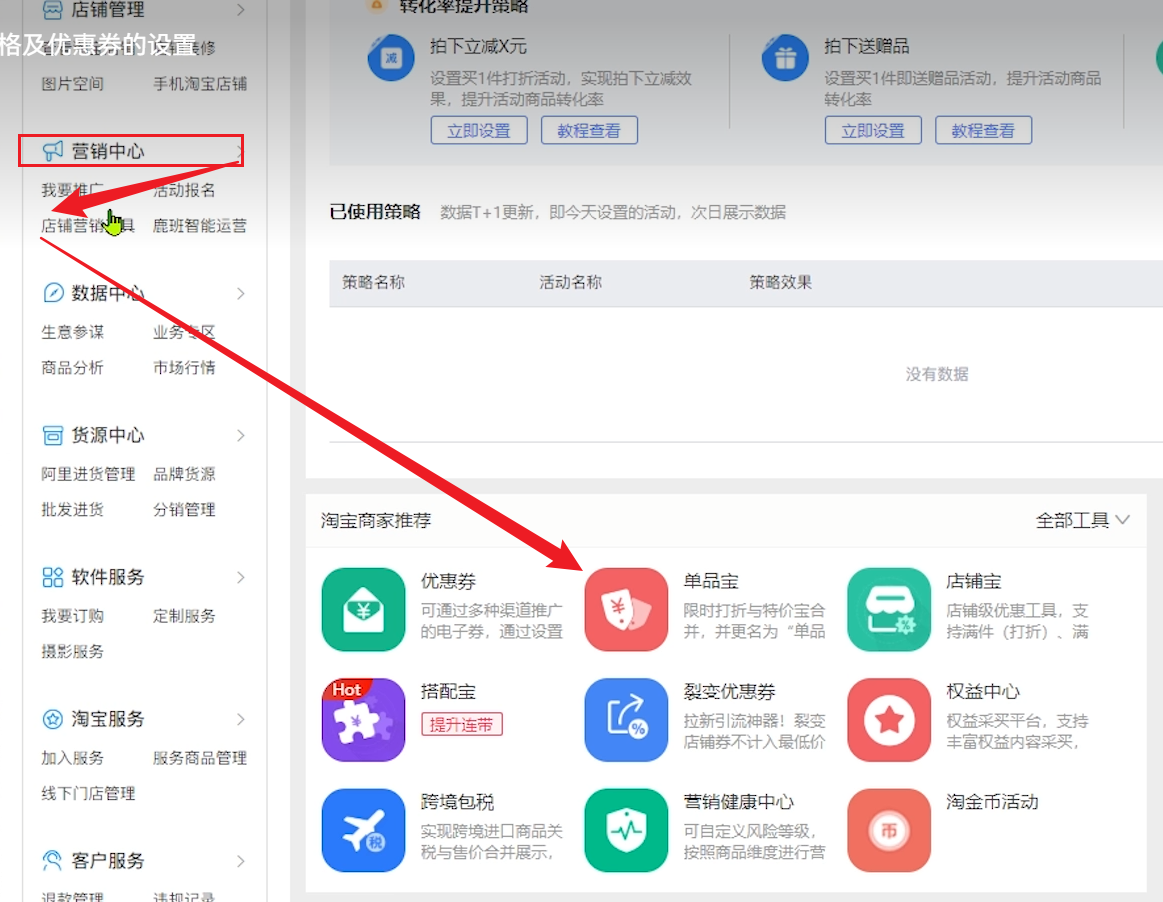 店铺管理
格及优惠券的设置
图片空间 手机淘宝店铺
营销中心
我要推广 活动报名
店铺营销工具 鹿班智能运营
数据中心
生意参谋 业务专区
商品分析 市场行情
货源中心
阿里进货管理 品牌货源
批发进货 分销管理
软件服务
我要订购 定制服务
摄影服务
淘宝服务
加入服务 服务商品管理
线下门店管理
客户服务
退款管理 违规记录
转化率提升策略
减
拍下立减X元
设置买1件打折活动，实现拍下立减效
果，提升活动商品转化率
立即设置 教程查看
拍下送赠品
设置买1件即送赠品活动，提升活动商品
转化率
立即设置 教程查看
已使用策略 数据T+1更新，即今天设置的活动，次日展示数据
策略名称 活动名称 策略效果
没有数据
淘宝商家推荐 全部工具
优惠券
可通过多种渠道推广
的电子券，通过设置
单品宝
限时打折与特价宝合
并，并更名为“单品
店铺宝
店铺级优惠工具，支
持满件（打折）、满
Hot
搭配宝
提升连带
裂变优惠券
拉新引流神器！裂变
店铺券不计入最低价
权益中心
权益采买平台，支持
丰富权益内容采买，
税
跨境包税
实现跨境进口商品关
税与售价合并展示，
营销健康中心
可自定义风险等级，
按照商品维度进行营
币
淘金币活动